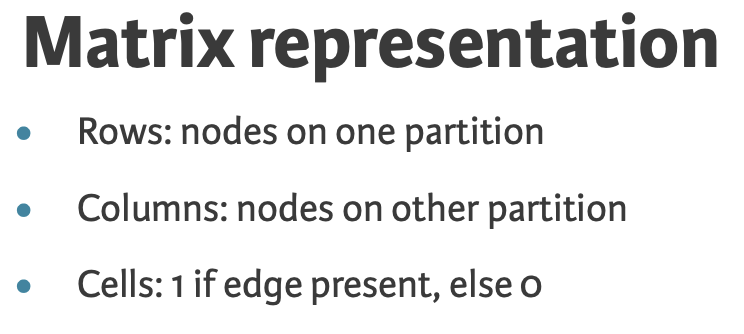 Matrix representation
• Rows: nodes on one partition
• Columns: nodes on other partition
• Cells: 1 if edge present, else 0